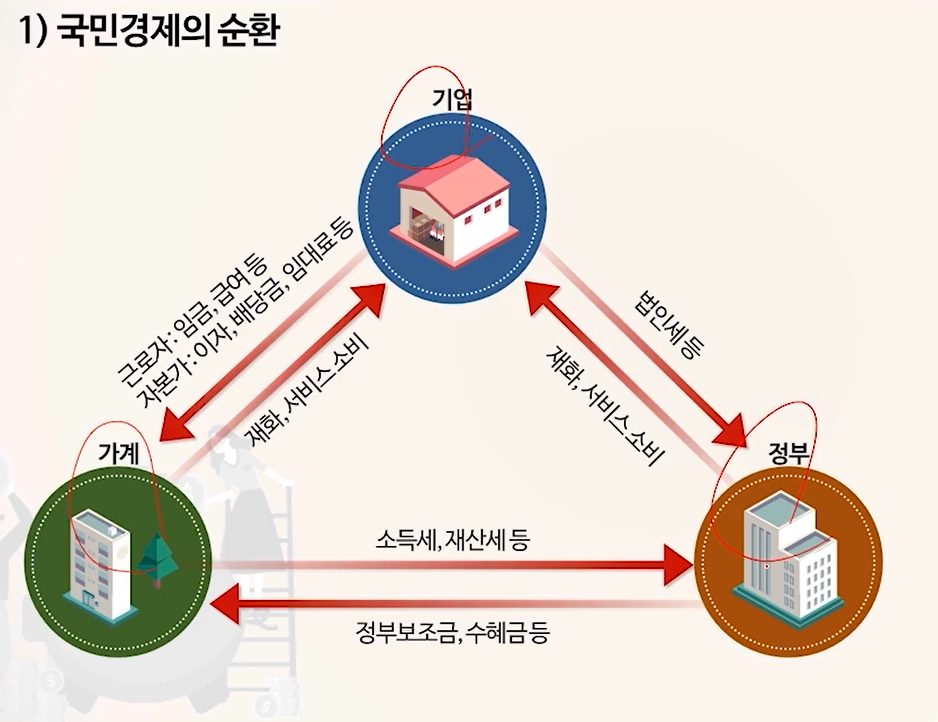 1) 국민경제의 순환
기업
근로자 : 임금, 급여 등
자본가 : 이자, 배당금, 임대료 등
재화, 서비스 소비
법인세 등
재화, 서비스 소비
가계
정부
소득세, 재산세 등
정부보조금, 수혜금 등